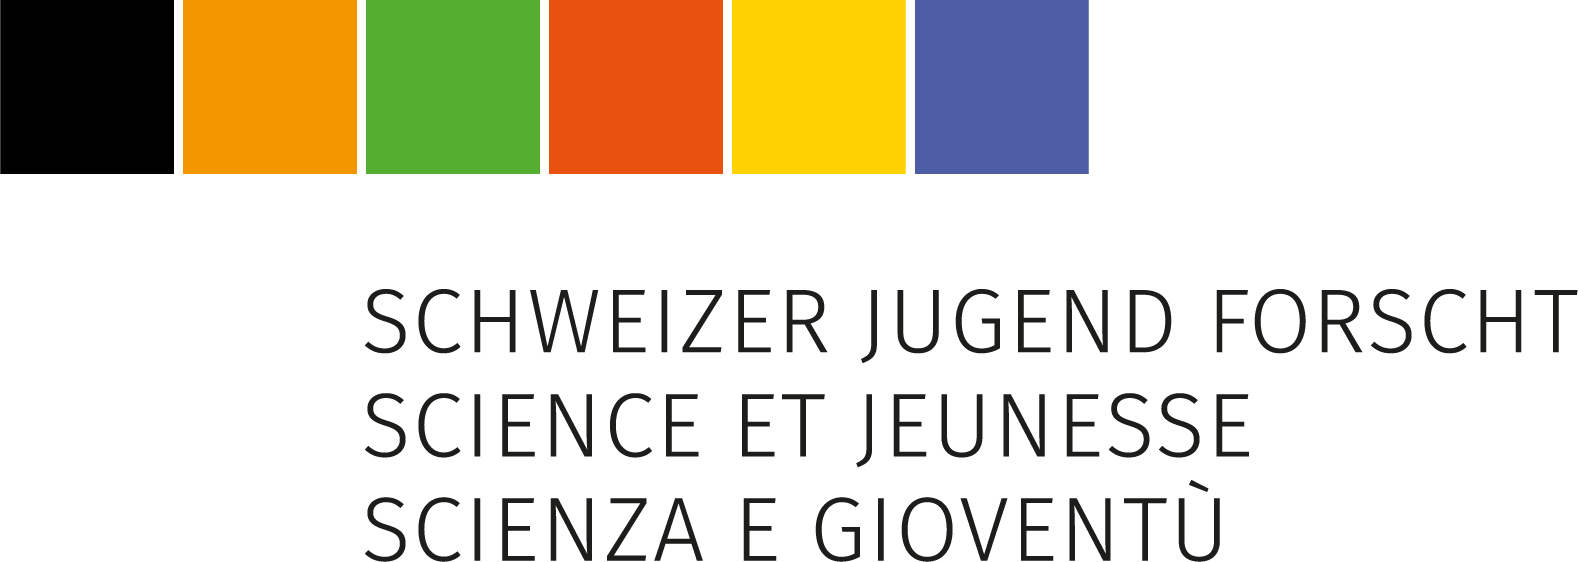 SCHWEIZER JUGEND FORSCHT
SCIENCE ET JEUNESSE
SCIENZA E GIOVENTÙ